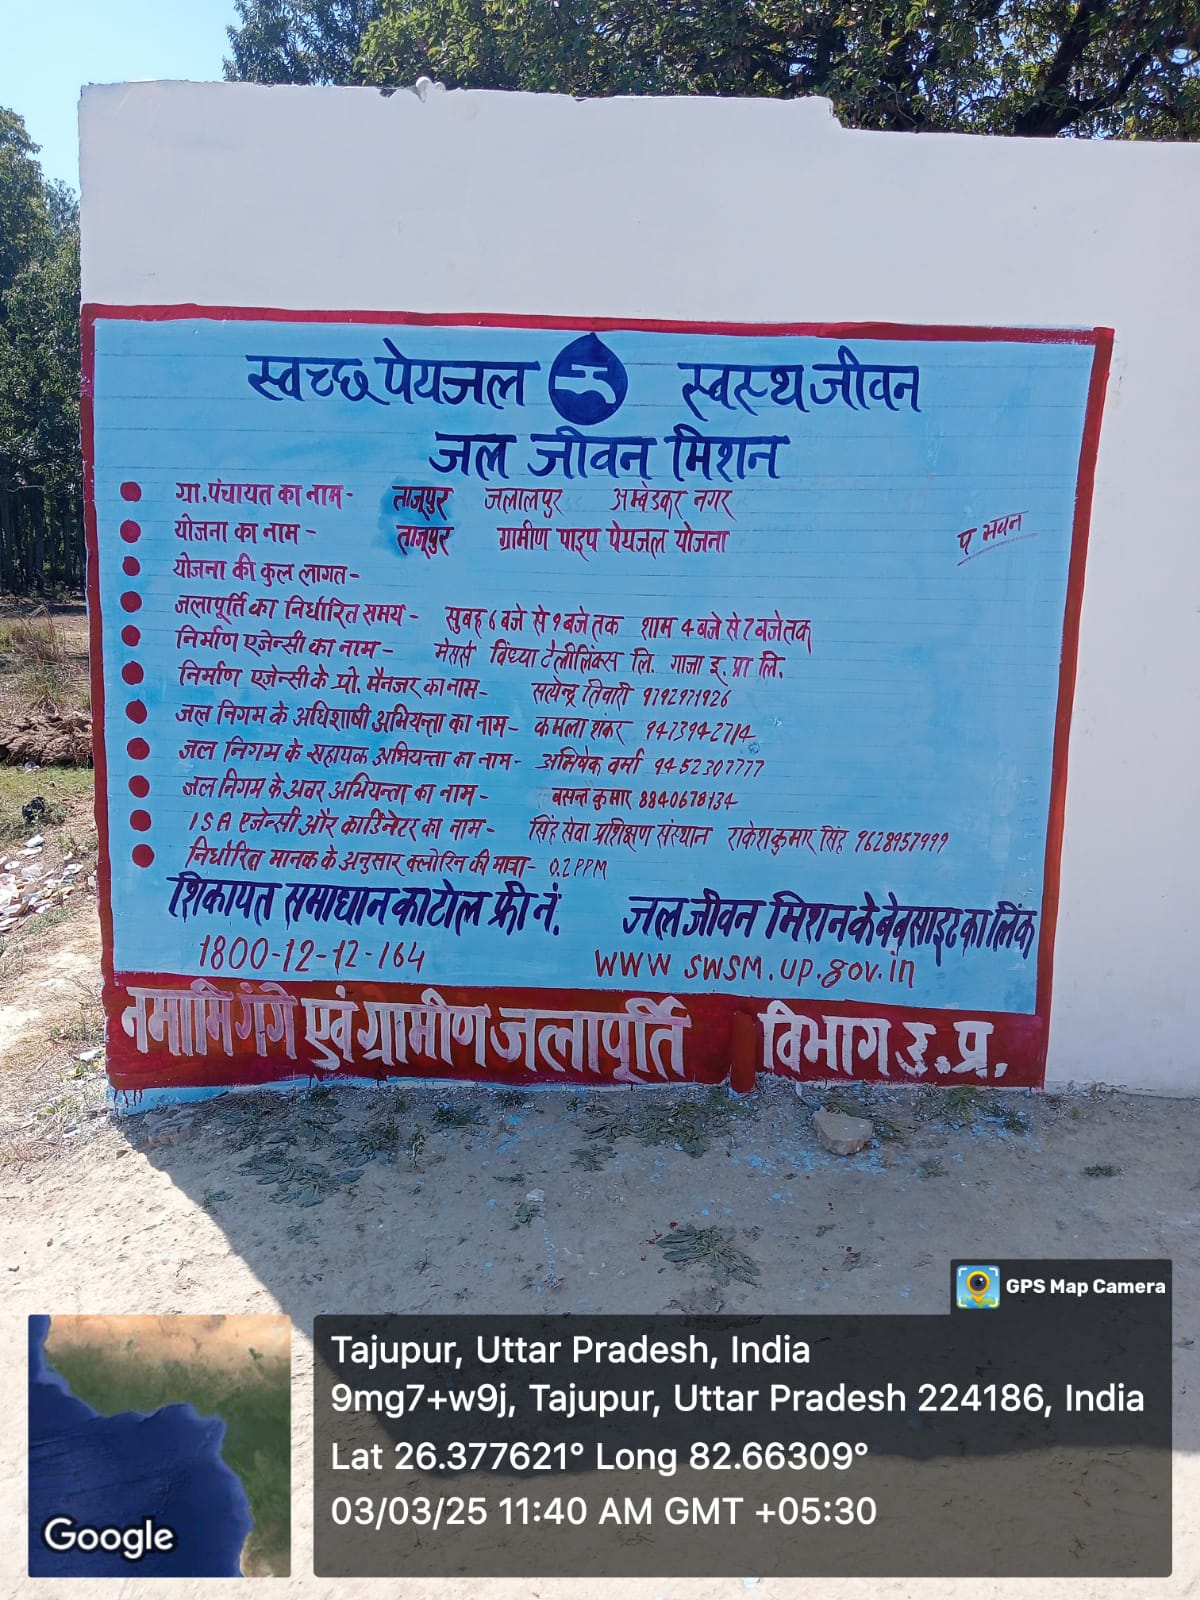 स्वच्छ पेयजल स्वस्थ जीवन
जल जीवन मिशन
ग्रा. पंचायत का नाम - ताजूपुर जलालपुर अम्बेडकर नगर
योजना का नाम - ताजूपुर ग्रामीण पाइप पेयजल योजना
प भवन
योजना की कुल लागत-
जलापूर्ति का निर्धारित समय - सुबह 6 बजे से 9 बजे तक शाम 4 बजे से 7 बजे तक
निर्माण एजेन्सी का नाम - मेसर्स विंध्या टेलीलिंक्स लि. गाजा इ. प्रा लि.
निर्माण एजेन्सी के प्रो. मैनजर का नाम- सत्येन्द्र तिवारी 9192971926
जल निगम के अधिशाषी अभियन्ता का नाम- कमला शंकर 9473942714
जल निगम के सहायक अभियन्ता का नाम- अभिषेक वर्मा 9452307777
जल निगम के अवर अभियन्ता का नाम - बसन्त कुमार 8840678134
ISA एजेन्सी और कार्डिनेटर का नाम - सिंह सेवा प्रशिक्षण संस्थान राकेश कुमार सिंह 9628957999
निर्धारित मानक के अनुसार क्लोरिन की मात्रा- 0.2 PPM
शिकायत समाधान का टोल फ्री नं. जल जीवन मिशन के बेबसाइट का लिंक
1800-12-12-164 www swsm.up.gov.in
नमामि गंगे एवं ग्रामीण जलापूर्ति विभाग उ.प्र.
GPS Map Camera
Tajupur, Uttar Pradesh, India
9mg7+w9j, Tajupur, Uttar Pradesh 224186, India
Lat 26.377621° Long 82.66309°
03/03/25 11:40 AM GMT +05:30
Google